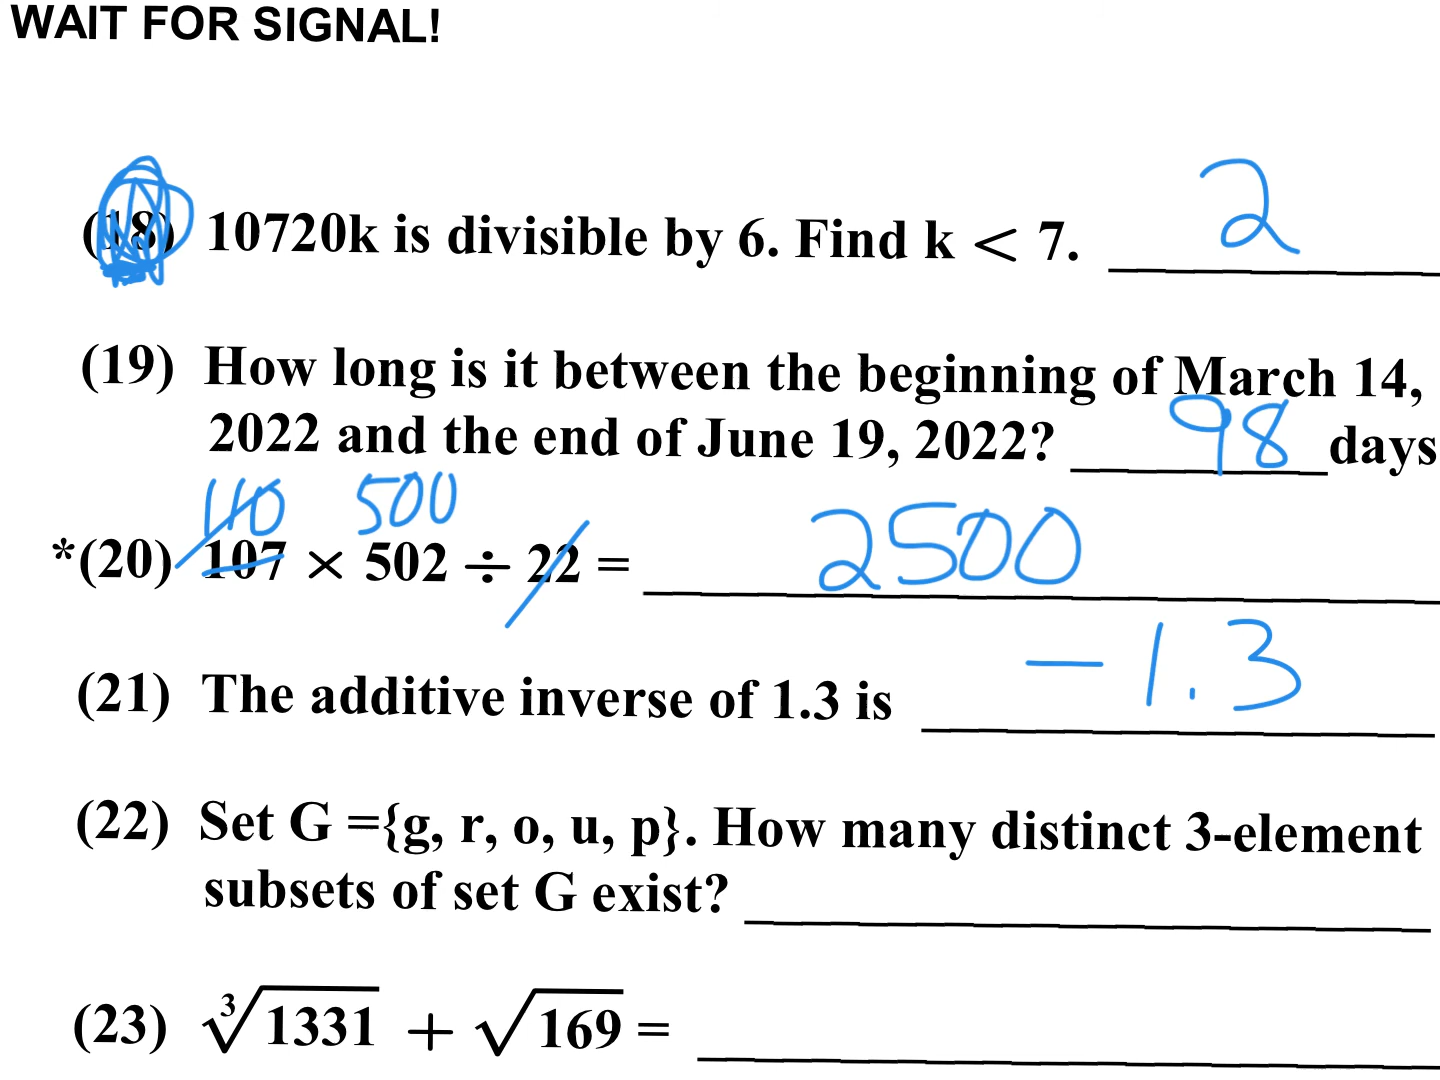 WAIT FOR SIGNAL!
(18) 10720k is divisible by 6. Find k < 7. 2
(19) How long is it between the beginning of March 14,
2022 and the end of June 19, 2022? 98 days
110 500
*(20) 107 × 502 ÷ 22 = 2500
(21) The additive inverse of 1.3 is -1.3
(22) Set G ={g, r, o, u, p}. How many distinct 3-element
subsets of set G exist?
(23) ∛1331 + √169 =